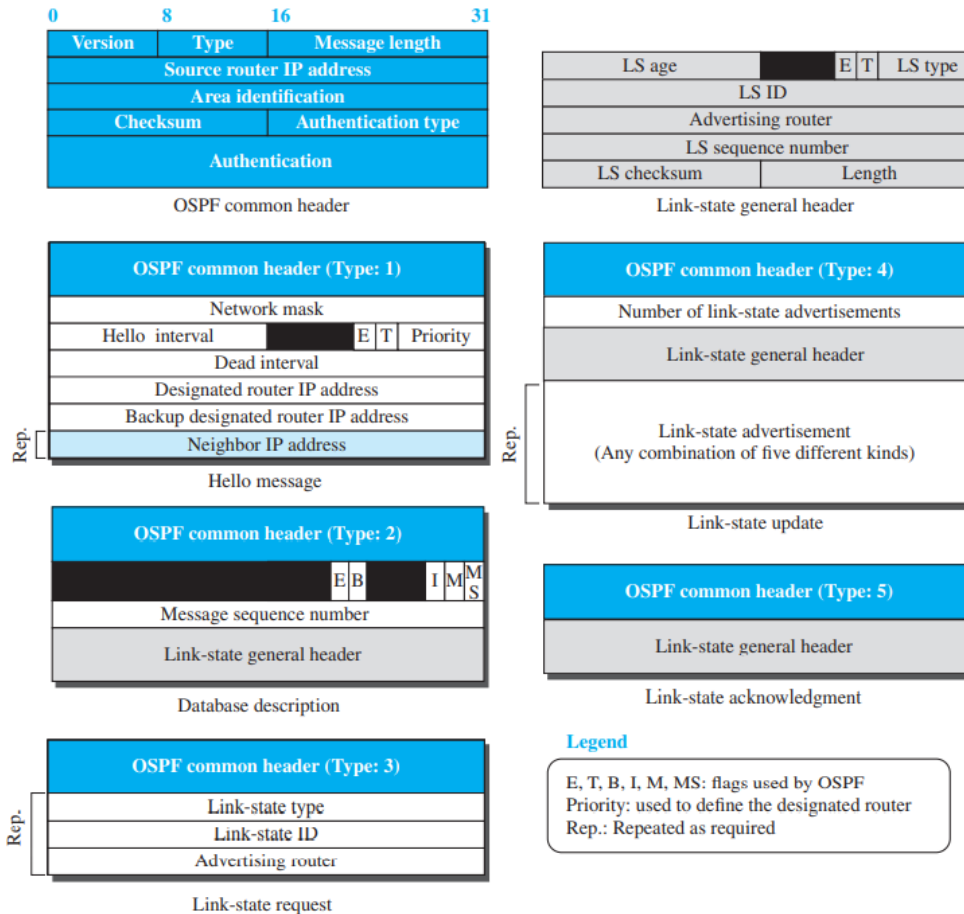 0 8 16 31
Version Type Message length
Source router IP address
Area identification
Checksum Authentication type
Authentication
OSPF common header
LS age E T LS type
LS ID
Advertising router
LS sequence number
LS checksum Length
Link-state general header
OSPF common header (Type: 1)
Network mask
Hello interval E T Priority
Dead interval
Designated router IP address
Backup designated router IP address
Rep. Neighbor IP address
Hello message
OSPF common header (Type: 4)
Number of link-state advertisements
Link-state general header
Rep.
Link-state advertisement
(Any combination of five different kinds)
Link-state update
OSPF common header (Type: 2)
E B I M MS
Message sequence number
Link-state general header
Database description
OSPF common header (Type: 5)
Link-state general header
Link-state acknowledgment
OSPF common header (Type: 3)
Rep.
Link-state type
Link-state ID
Advertising router
Link-state request
Legend
E, T, B, I, M, MS: flags used by OSPF
Priority: used to define the designated router
Rep.: Repeated as required